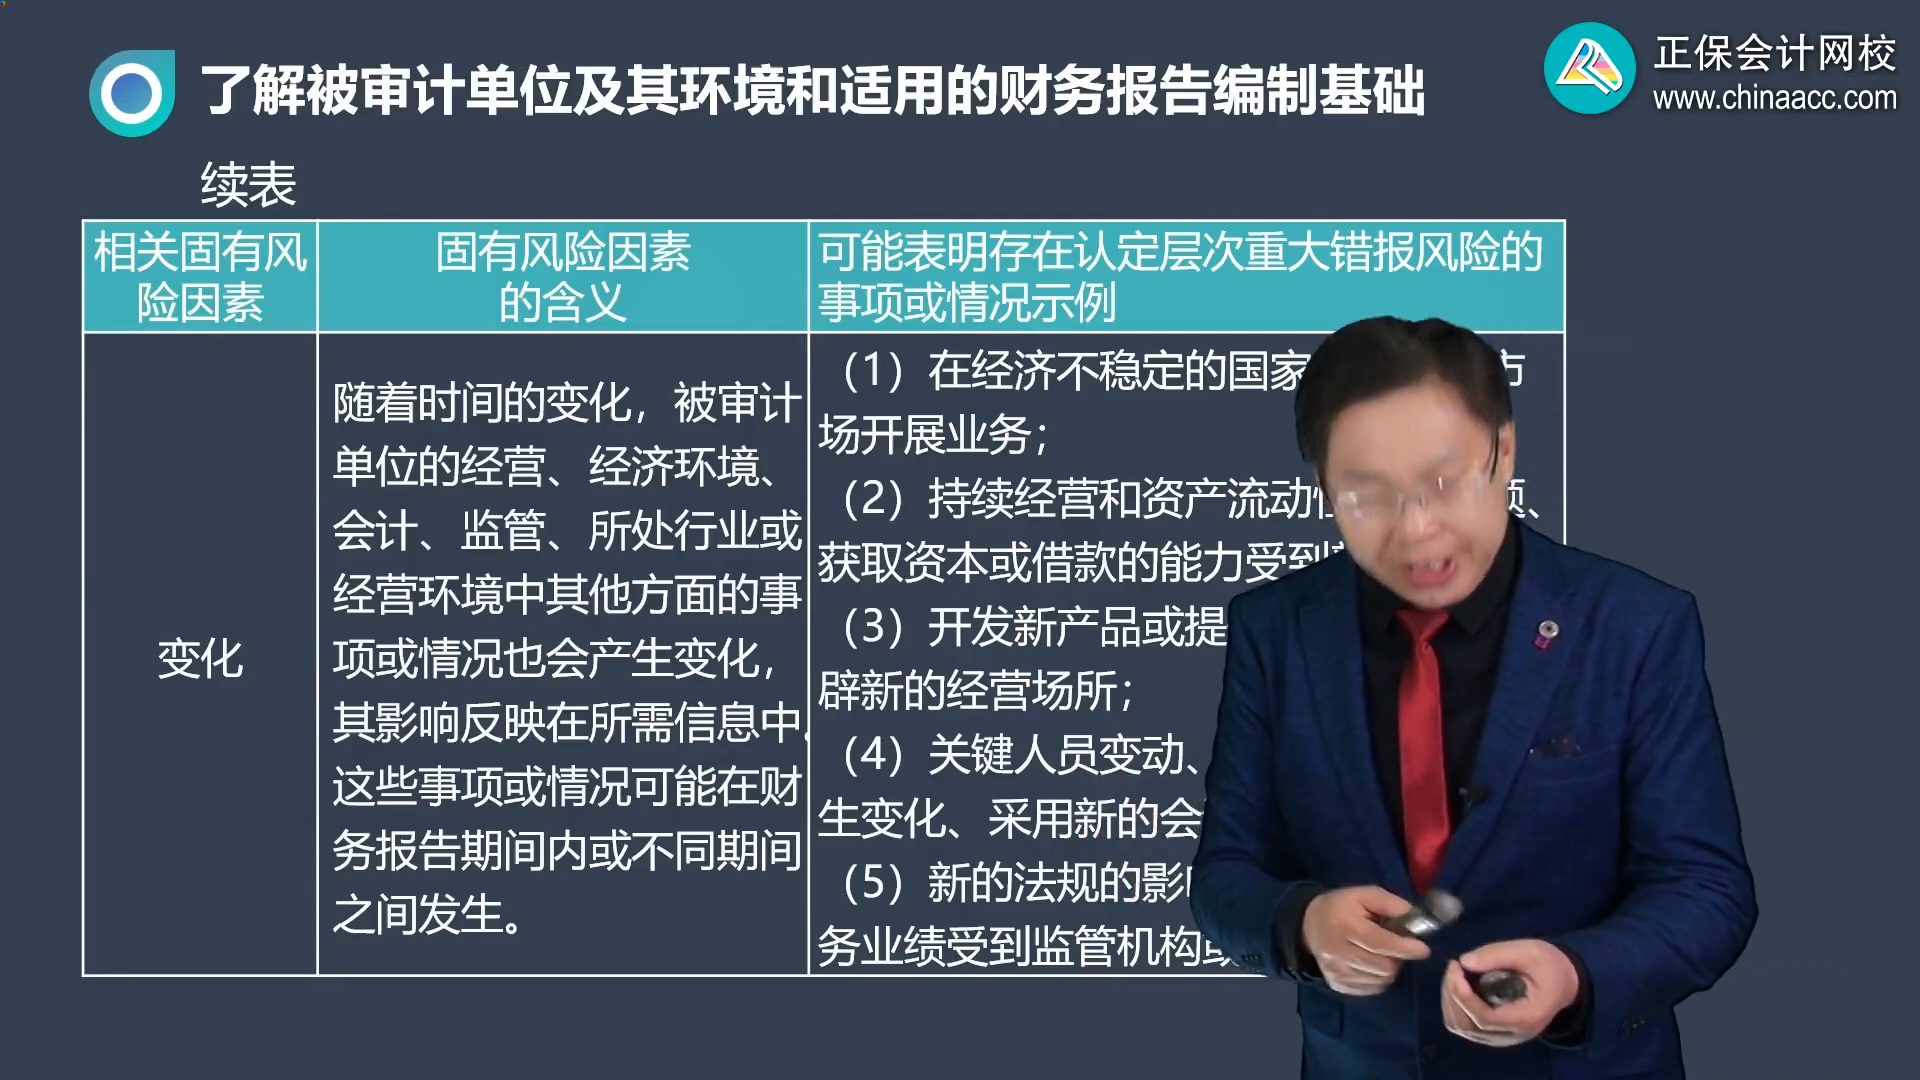 了解被审计单位及其环境和适用的财务报告编制基础
正保会计网校
www.chinaacc.com
续表
相关固有风
险因素
固有风险因素
的含义
可能表明存在认定层次重大错报风险的
事项或情况示例
变化
随着时间的变化，被审计
单位的经营、经济环境、
会计、监管、所处行业或
经营环境中其他方面的事
项或情况也会产生变化，
其影响反映在所需信息中。
这些事项或情况可能在财
务报告期间内或不同期间
之间发生。
（1）在经济不稳定的国家 市
场开展业务；
（2）持续经营和资产流动性 题、
获取资本或借款的能力受到
（3）开发新产品或提
辟新的经营场所；
（4）关键人员变动、
生变化、采用新的会
（5）新的法规的影响
务业绩受到监管机构或